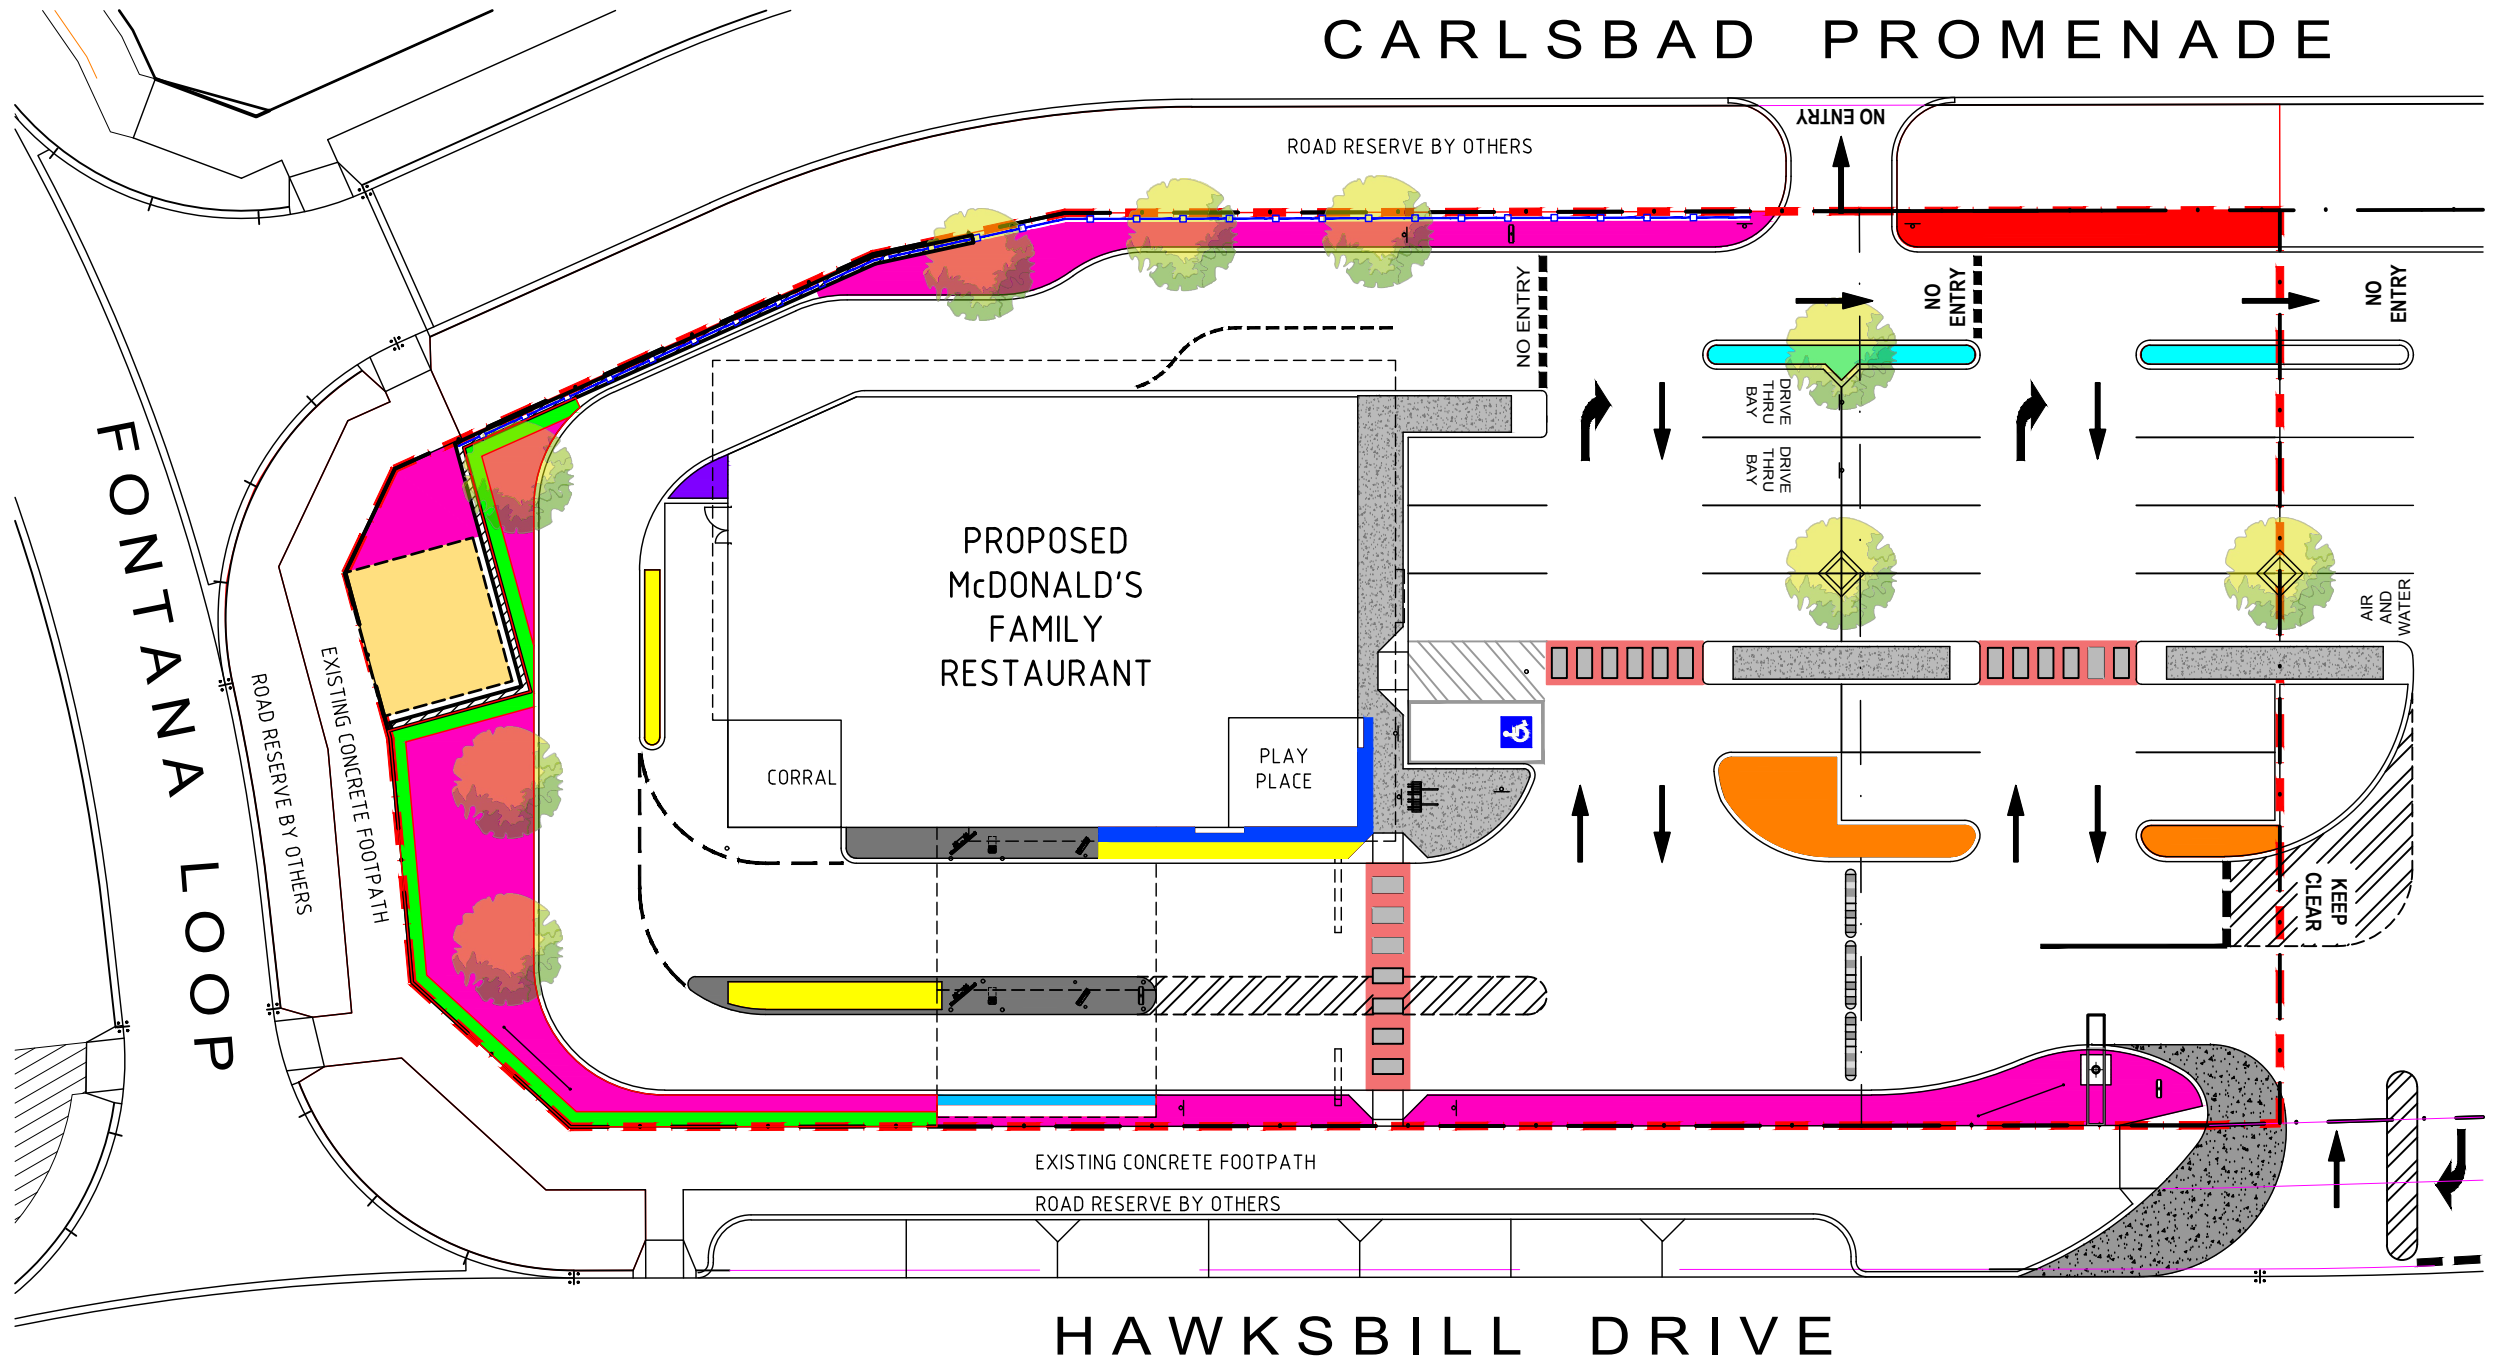 CARLSBAD PROMENADE
NO ENTRY
ROAD RESERVE BY OTHERS
NO ENTRY
NO
ENTRY
NO
ENTRY
DRIVE
THRU
BAY
DRIVE
THRU
BAY
FONTANA LOOP
PROPOSED
McDONALD'S
FAMILY
RESTAURANT
AIR
AND
WATER
EXISTING CONCRETE FOOTPATH
ROAD RESERVE BY OTHERS
CORRAL
PLAY
PLACE
KEEP
CLEAR
EXISTING CONCRETE FOOTPATH
ROAD RESERVE BY OTHERS
HAWKSBILL DRIVE